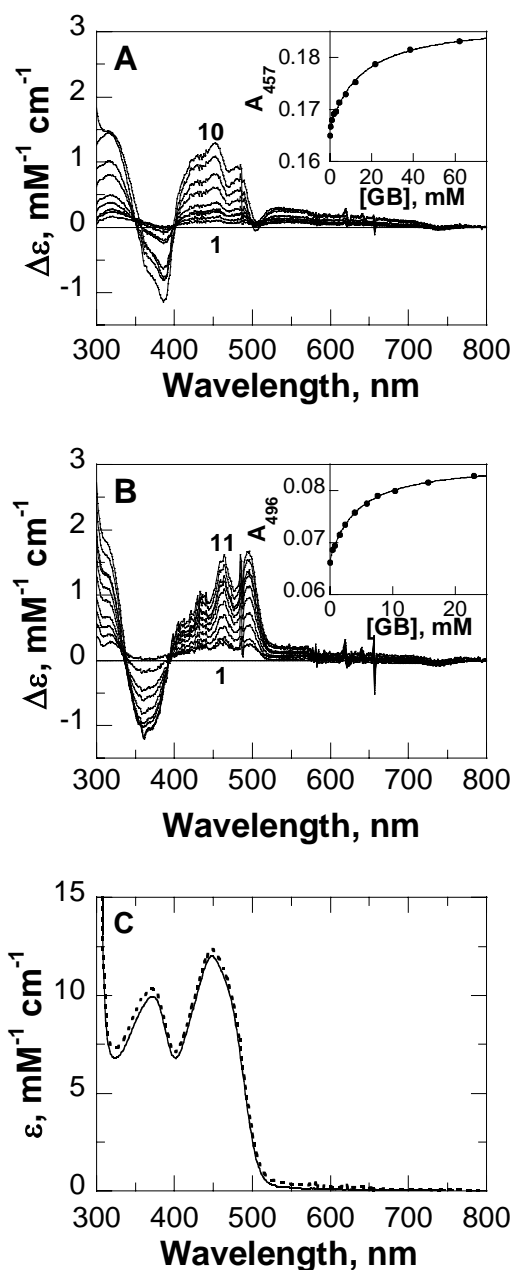 A
Δε, mM⁻¹ cm⁻¹
3
2
1
0
-1
10
1
300 400 500 600 700 800
Wavelength, nm
A457
0.18
0.17
0.16
0 20 40 60
[GB], mM
B
Δε, mM⁻¹ cm⁻¹
3
2
1
0
-1
11
1
300 400 500 600 700 800
Wavelength, nm
A496
0.08
0.07
0.06
0 10 20
[GB], mM
C
ε, mM⁻¹ cm⁻¹
15
10
5
0
300 400 500 600 700 800
Wavelength, nm